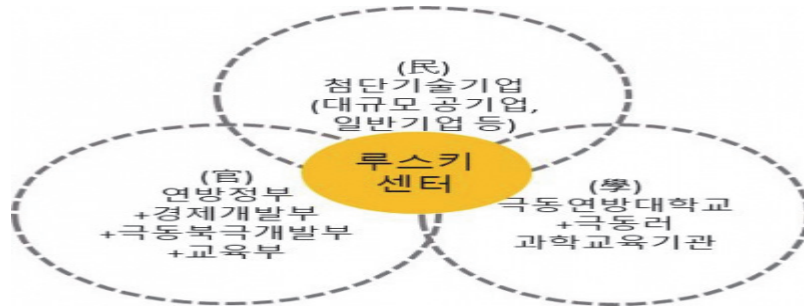 (民)
첨단기술기업
(대규모 공기업,
일반기업 등)
루스키
센터
(官)
연방정부
+경제개발부
+극동북극개발부
+교육부
(學)
극동연방대학교
+극동러
과학교육기관